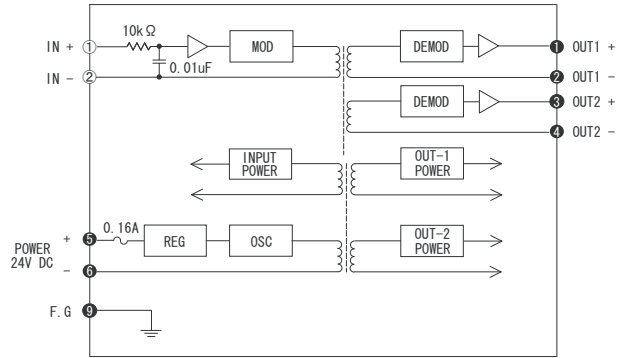 10kΩ
IN + ① MOD DEMOD ❶ OUT1 +
0.01uF
IN - ② ❷ OUT1 -
DEMOD ❸ OUT2 +
❹ OUT2 -
INPUT POWER
OUT-1 POWER
0.16A
+ ❺ REG OSC
OUT-2 POWER
POWER
24V DC
- ❻
F.G ❾